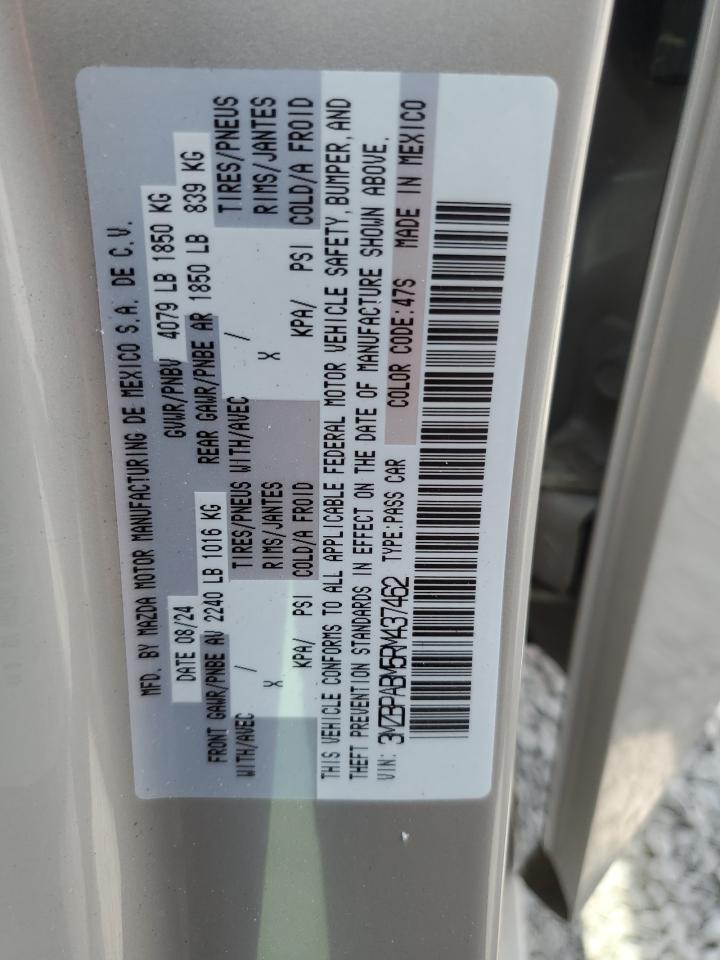 MFD. BY MAZDA MOTOR MANUFACTURING DE MEXICO S.A. DE C.V.
DATE 08/24 GVWR/PNBV 4079 LB 1850 KG
FRONT GAWR/PNBE AV 2240 LB 1016 KG REAR GAWR/PNBE AR 1850 LB 839 KG
WITH/AVEC / TIRES/PNEUS WITH/AVEC / TIRES/PNEUS
X RIMS/JANTES X RIMS/JANTES
KPA/ PSI COLD/A FROID KPA/ PSI COLD/A FROID
THIS VEHICLE CONFORMS TO ALL APPLICABLE FEDERAL MOTOR VEHICLE SAFETY, BUMPER, AND
THEFT PREVENTION STANDARDS IN EFFECT ON THE DATE OF MANUFACTURE SHOWN ABOVE.
VIN: 3MZBPABM5RM437462 TYPE:PASS CAR COLOR CODE:47S MADE IN MEXICO